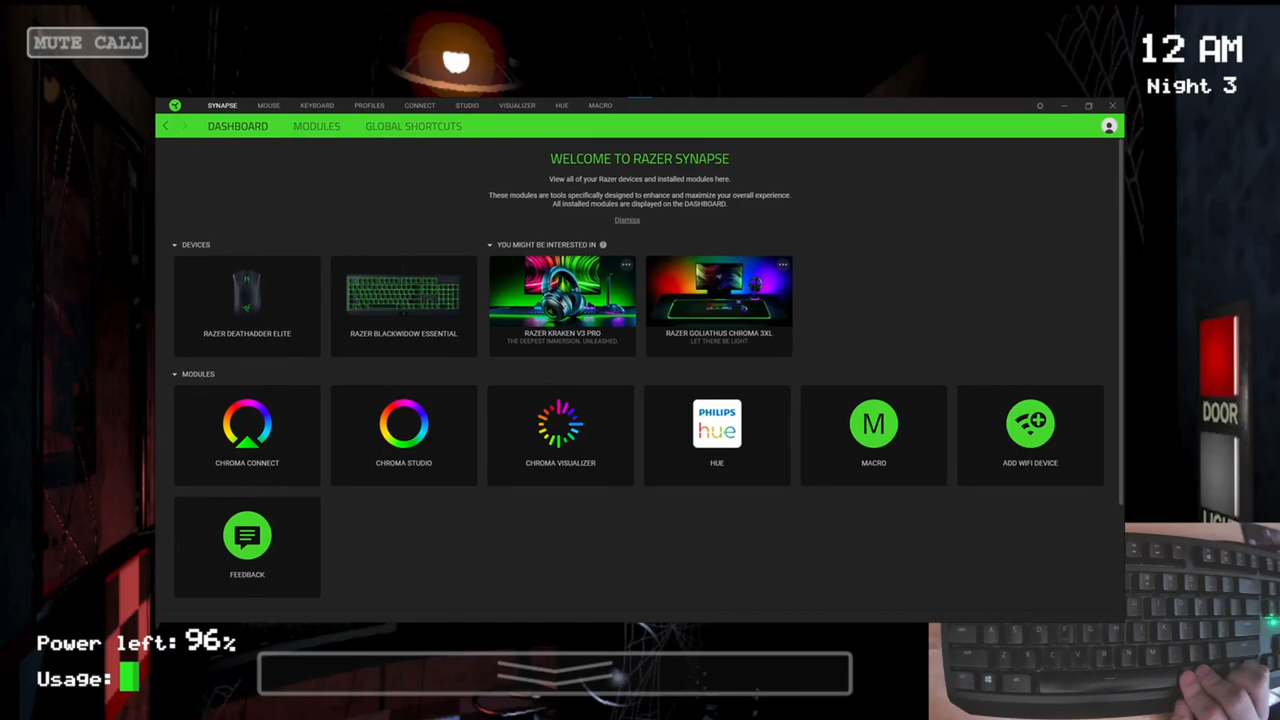 MUTE CALL
12 AM
Night 3
SYNAPSE MOUSE KEYBOARD PROFILES CONNECT STUDIO VISUALIZER HUE MACRO
DASHBOARD MODULES GLOBAL SHORTCUTS
WELCOME TO RAZER SYNAPSE
View all of your Razer devices and installed modules here.
These modules are tools specifically designed to enhance and maximize your overall experience.
All installed modules are displayed on the DASHBOARD.
Dismiss
DEVICES
YOU MIGHT BE INTERESTED IN
RAZER DEATHADDER ELITE
RAZER BLACKWIDOW ESSENTIAL
RAZER KRAKEN V3 PRO
THE DEEPEST IMMERSION. UNLEASHED.
RAZER GOLIATHUS CHROMA 3XL
LET THERE BE LIGHT
MODULES
CHROMA CONNECT
CHROMA STUDIO
CHROMA VISUALIZER
PHILIPS
hue
HUE
M
MACRO
ADD WIFI DEVICE
FEEDBACK
DOOR
Power left: 96%
Usage: